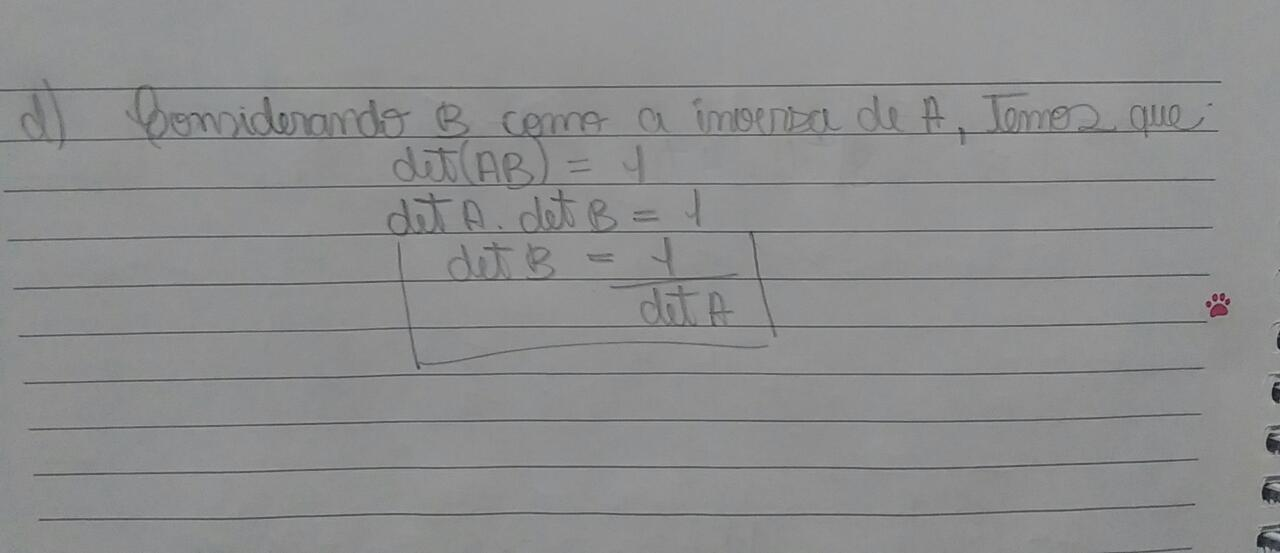 d) Considerando B como a inversa de A, Temos que:
det(AB) = 1
det A . det B = 1
det B = 1
det A